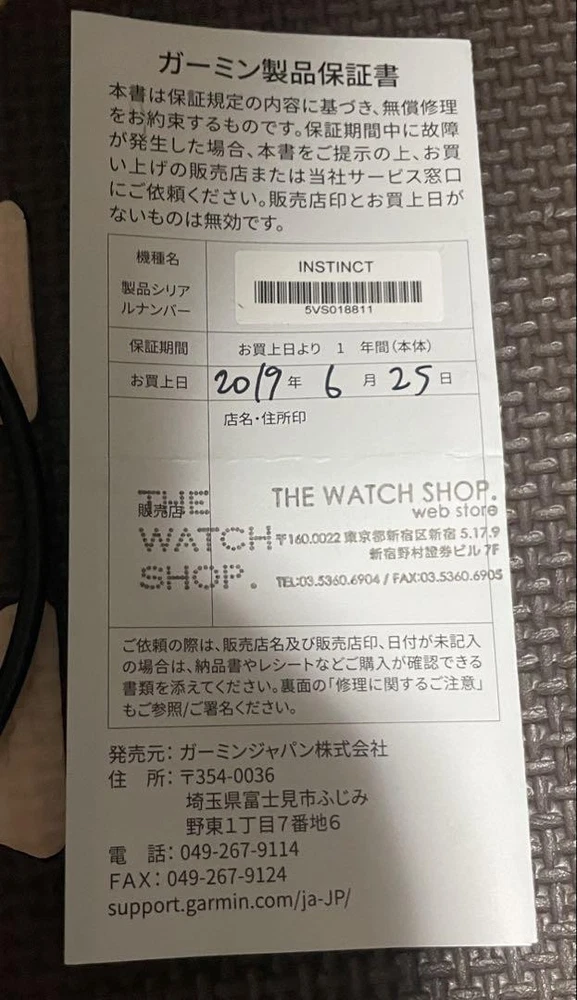 ガーミン製品保証書
本書は保証規定の内容に基づき、無償修理
をお約束するものです。保証期間中に故障
が発生した場合、本書をご提示の上、お買
い上げの販売店または当社サービス窓口
にご依頼ください。販売店印とお買上日が
ないものは無効です。
機種名
製品シリア
ルナンバー
INSTINCT
5VS018811
保証期間
お買上日より 1 年間(本体)
お買上日
2019年 6月 25日
店名・住所印
販売店
THE
WATCH
SHOP.
THE WATCH SHOP.
web store
〒160.0022 東京都新宿区新宿 5.17.9
新宿野村證券ビル 7F
TEL:03.5360.6904 / FAX:03.5360.6905
ご依頼の際は、販売店名及び販売店印、日付が未記入
の場合は、納品書やレシートなどご購入が確認できる
書類を添えてください。裏面の「修理に関するご注意」
もご参照/ご署名ください。
発売元: ガーミンジャパン株式会社
住 所: 〒354-0036
埼玉県富士見市ふじみ
野東1丁目7番地6
電 話: 049-267-9114
FAX: 049-267-9124
support.garmin.com/ja-JP/